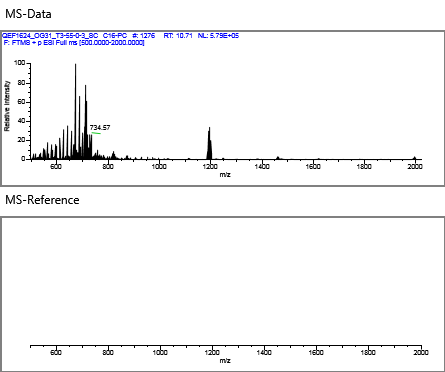 MS-Data
QEF1624_OG31_T3-55-0-3_8C C16-PC #: 1276 RT: 10.71 NL: 5.79E+05
F: FTMS + p ESI Full ms [500.0000-2000.0000]
100
80
60
40
20
0
Relative Intensity
734.57
600 800 1000 1200 1400 1600 1800 2000
m/z
MS-Reference
600 800 1000 1200 1400 1600 1800 2000
m/z